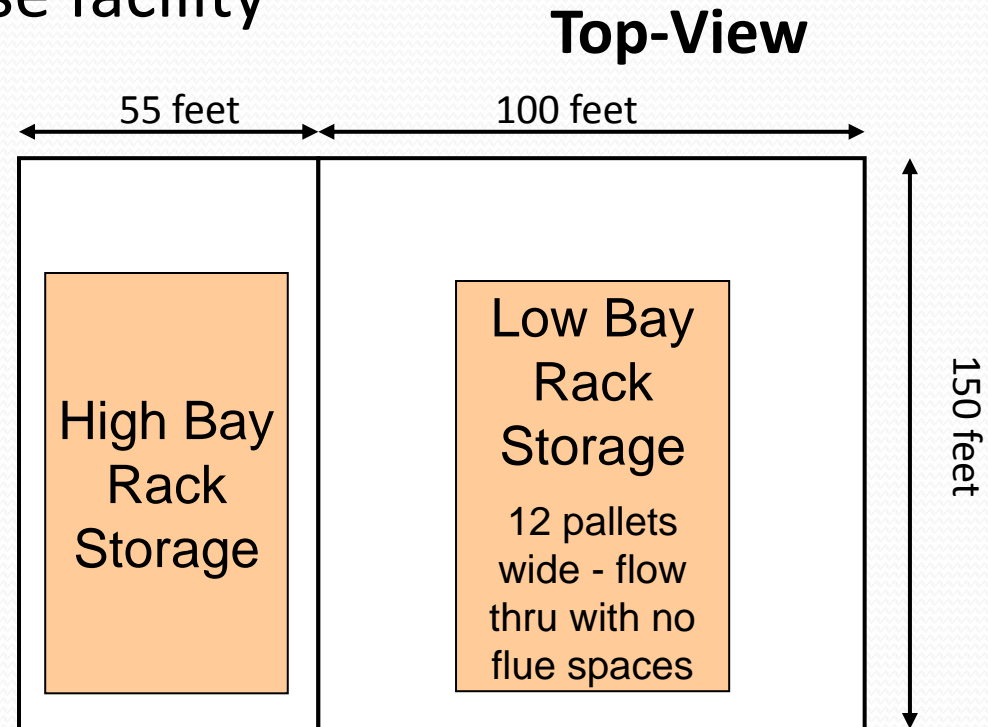 se facility
Top-View
55 feet
100 feet
High Bay
Rack
Storage
Low Bay
Rack
Storage
12 pallets
wide - flow
thru with no
flue spaces
150 feet